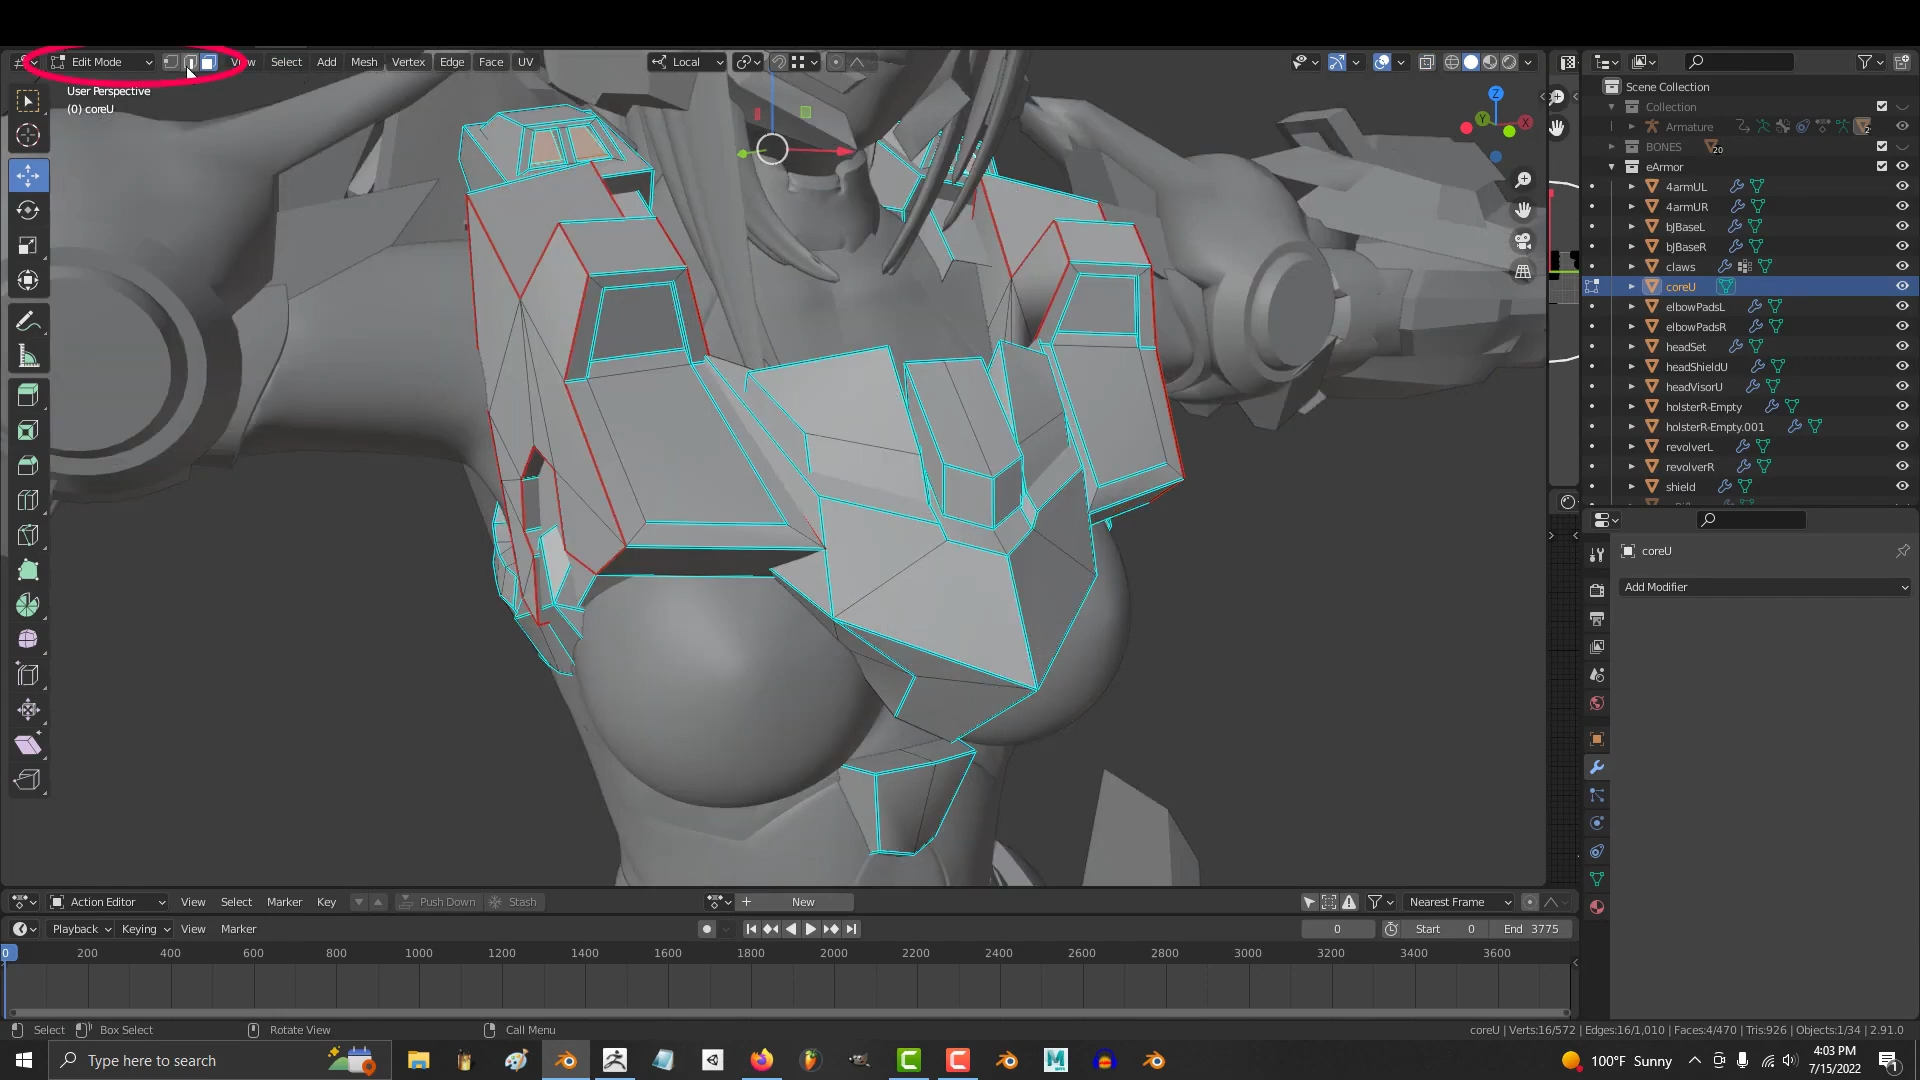 Edit Mode
View Select Add Mesh Vertex Edge Face UV
Local
User Perspective
(0) coreU
Z
Y
X
Scene Collection
Collection
Armature
2
BONES
20
eArmor
4armUL
4armUR
bJBaseL
bJBaseR
claws
coreU
elbowPadsL
elbowPadsR
headSet
headShieldU
headVisorU
holsterR-Empty
holsterR-Empty.001
revolverL
revolverR
shield
coreU
Add Modifier
Action Editor View Select Marker Key Push Down Stash New Nearest Frame
Playback Keying View Marker 0 Start 0 End 3775
0 200 400 600 800 1000 1200 1400 1600 1800 2000 2200 2400 2600 2800 3000 3200 3400 3600
Select Box Select Rotate View Call Menu coreU | Verts:16/572 | Edges:16/1,010 | Faces:4/470 | Tris:926 | Objects:1/34 | 2.91.0
Type here to search
100°F Sunny
4:03 PM
7/15/2022
1